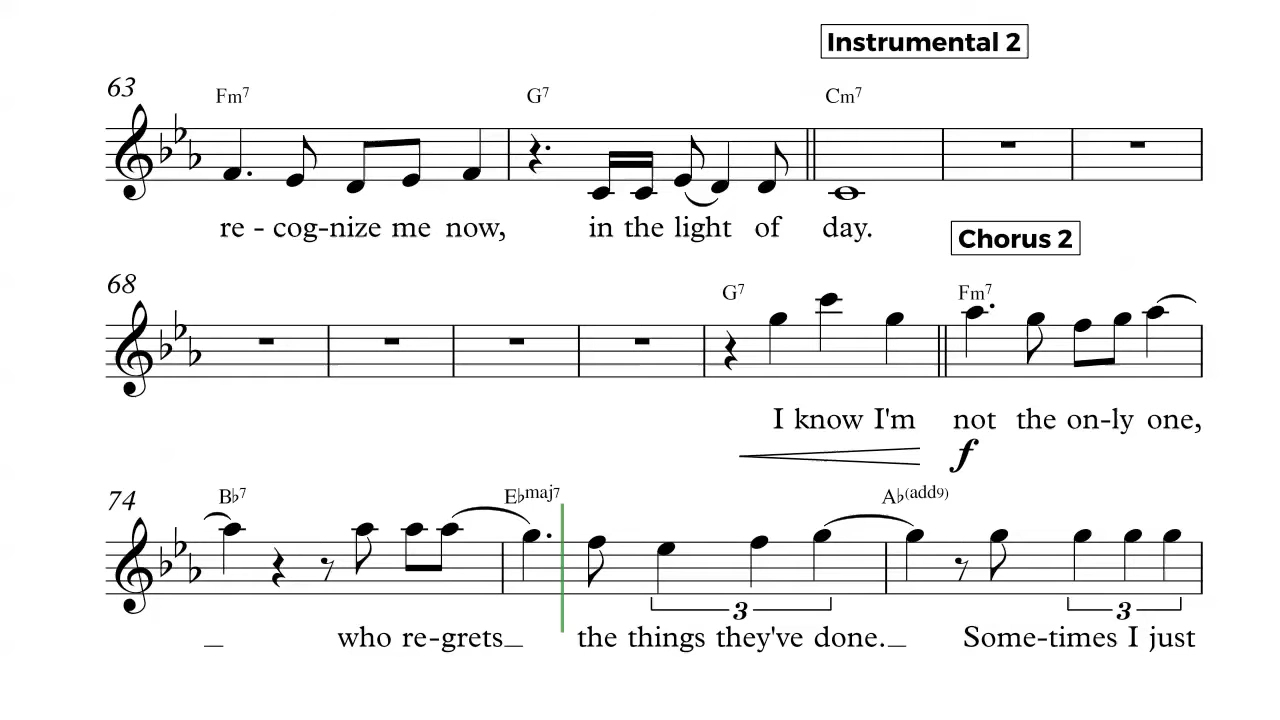 Instrumental 2
63
Fm7 G7 Cm7
re - cog-nize me now, in the light of day.
Chorus 2
68
G7 Fm7
I know I'm not the on-ly one,
f
74
B♭7 E♭maj7 A♭(add9)
3 3
_ who re-grets_ the things they've done._ Some-times I just